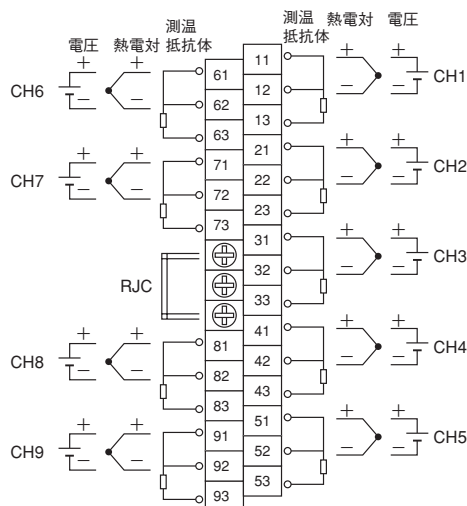 測温 熱電対 電圧
抵抗体
電圧 熱電対 測温
抵抗体
CH6 + − + − 61 62 63
CH7 + − + − 71 72 73
RJC
CH8 + − + − 81 82 83
CH9 + − + − 91 92 93
11 12 13 + − + − CH1
21 22 23 + − + − CH2
31 32 33 + − + − CH3
41 42 43 + − + − CH4
51 52 53 + − + − CH5